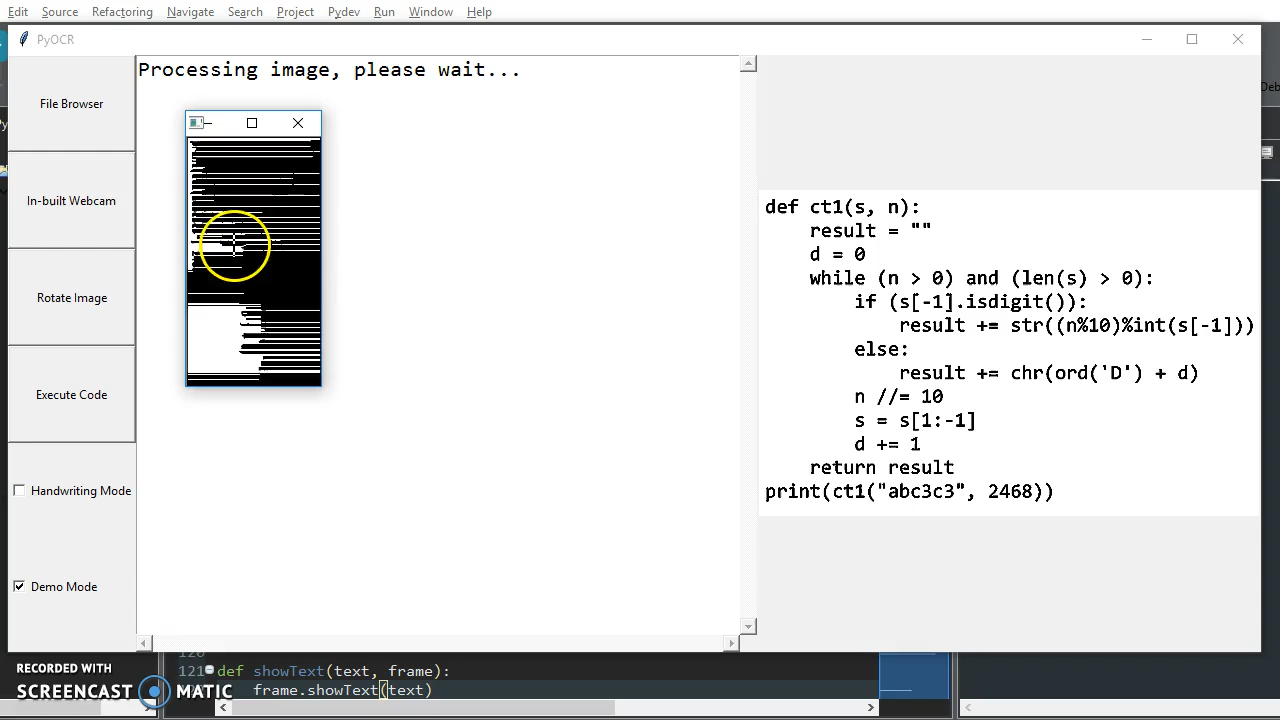 Edit Source Refactoring Navigate Search Project Pydev Run Window Help
PyOCR
File Browser
In-built Webcam
Rotate Image
Execute Code
Handwriting Mode
Demo Mode
Processing image, please wait...
def ct1(s, n):
    result = ""
    d = 0
    while (n > 0) and (len(s) > 0):
        if (s[-1].isdigit()):
            result += str((n%10)%int(s[-1]))
        else:
            result += chr(ord('D') + d)
        n //= 10
        s = s[1:-1]
        d += 1
    return result
print(ct1("abc3c3", 2468))
Deb
121 def showText(text, frame):
    frame.showText(text)
RECORDED WITH
SCREENCAST MATIC